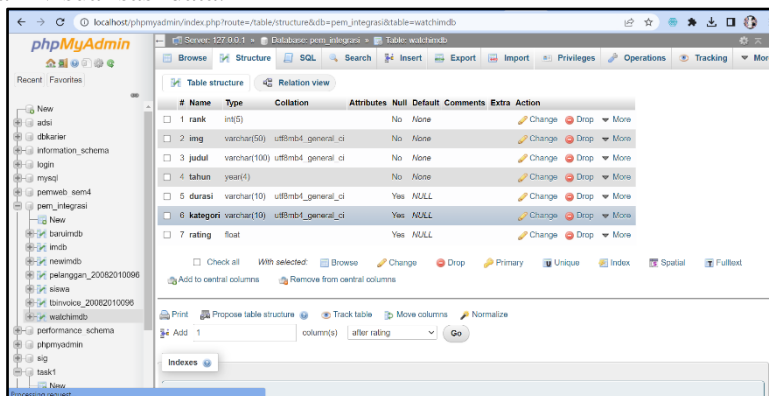 localhost/phpmyadmin/index.php?route=/table/structure&db=pem_integrasi&table=watchimdb
phpMyAdmin
Recent Favorites
New
adsi
dbkarier
information_schema
login
mysql
pemweb_sem4
pem_integrasi
New
baruimdb
imdb
newimdb
pelanggan_20082010096
siswa
tbinvoice_20082010096
watchimdb
performance_schema
phpmyadmin
sig
task1
New
Processing request
Server: 127.0.0.1 » Database: pem_integrasi » Table: watchimdb
Browse Structure SQL Search Insert Export Import Privileges Operations Tracking Mor
Table structure Relation view
# Name Type Collation Attributes Null Default Comments Extra Action
1 rank int(5) No None Change Drop More
2 img varchar(50) utf8mb4_general_ci No None Change Drop More
3 judul varchar(100) utf8mb4_general_ci No None Change Drop More
4 tahun year(4) No None Change Drop More
5 durasi varchar(10) utf8mb4_general_ci Yes NULL Change Drop More
6 kategori varchar(10) utf8mb4_general_ci Yes NULL Change Drop More
7 rating float Yes NULL Change Drop More
Check all With selected: Browse Change Drop Primary Unique Index Spatial Fulltext
Add to central columns Remove from central columns
Print Propose table structure Track table Move columns Normalize
Add 1 column(s) after rating Go
Indexes